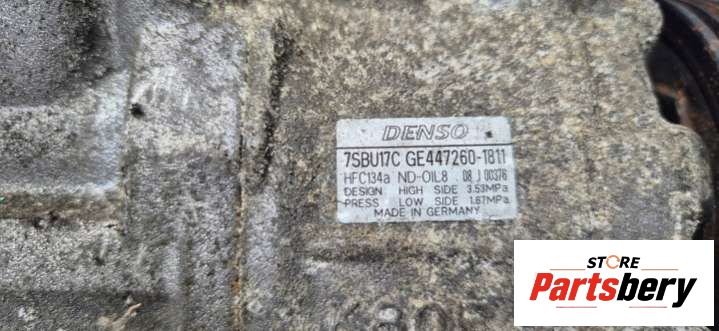 DENSO
7SBU17C GE447260-1811
HFC134a ND-OIL8 08 J 00376
DESIGN HIGH SIDE 3.53MPa
PRESS LOW SIDE 1.67MPa
MADE IN GERMANY
STORE
Partsbery